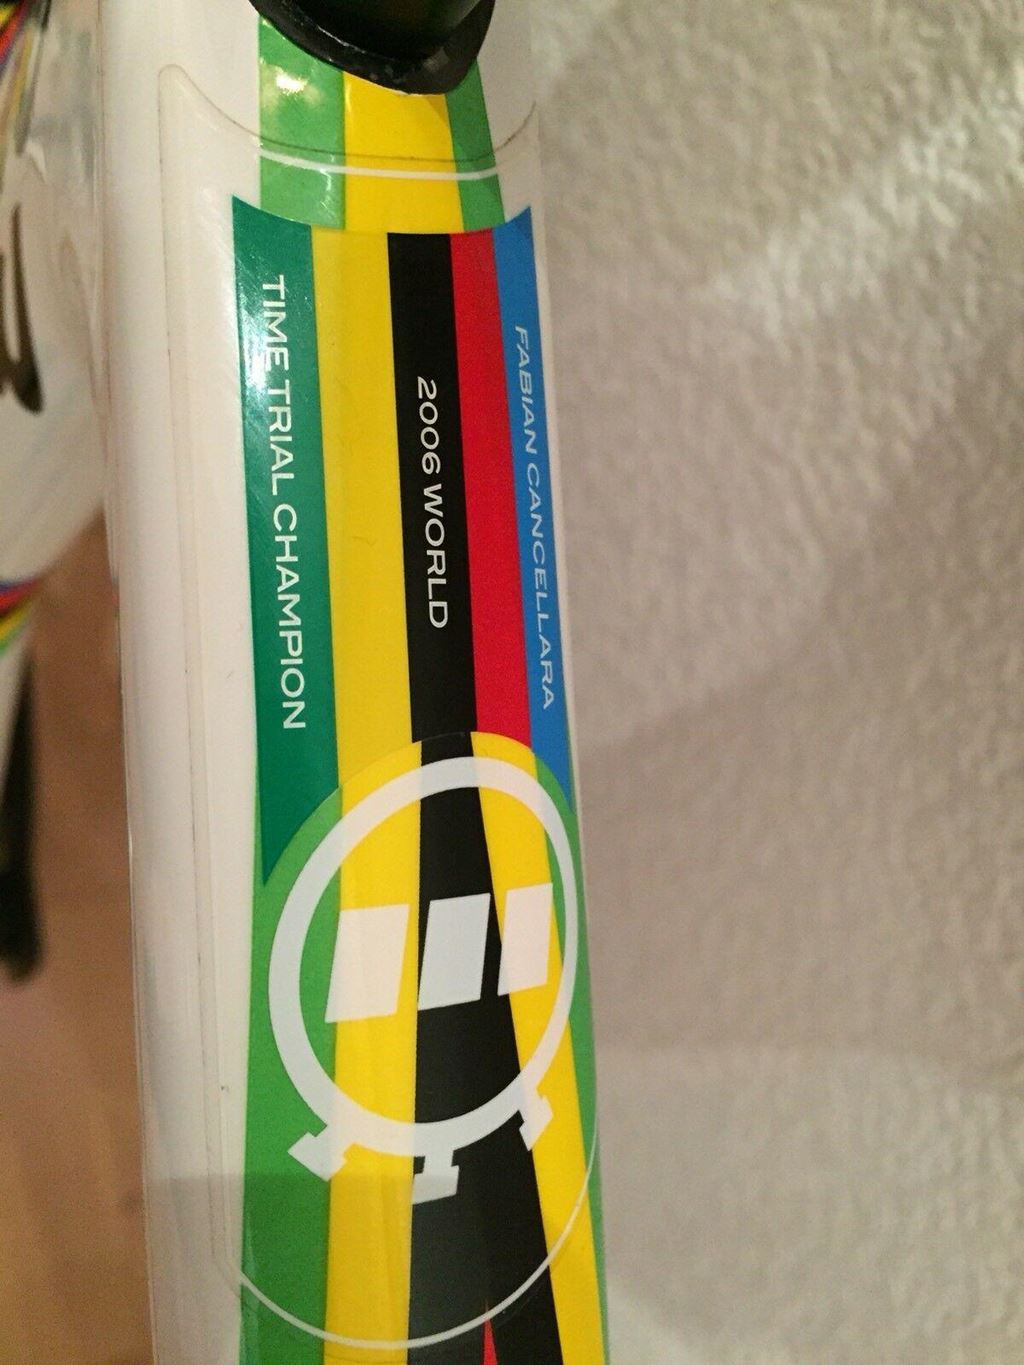 FABIAN CANCELLARA
2006 WORLD
TIME TRIAL CHAMPION